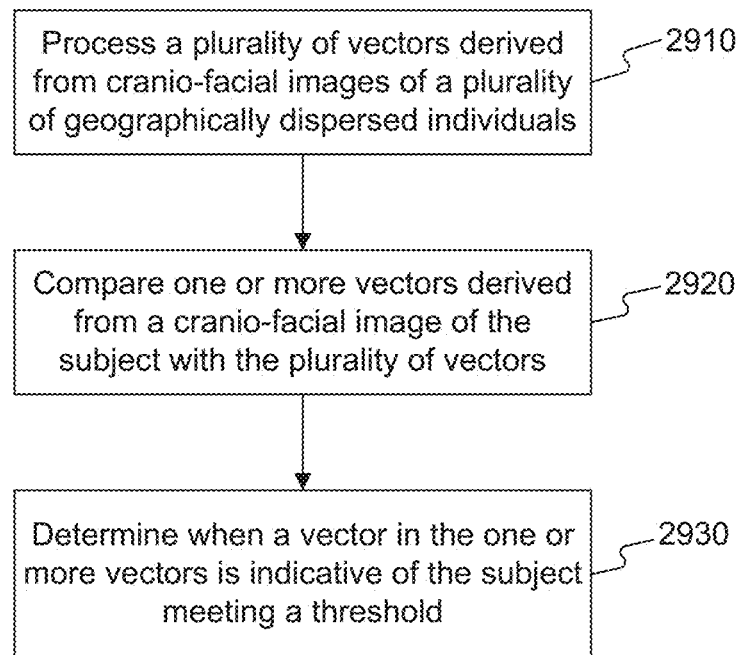 Process a plurality of vectors derived
from cranio-facial images of a plurality
of geographically dispersed individuals
2910
Compare one or more vectors derived
from a cranio-facial image of the
subject with the plurality of vectors
2920
Determine when a vector in the one or
more vectors is indicative of the subject
meeting a threshold
2930